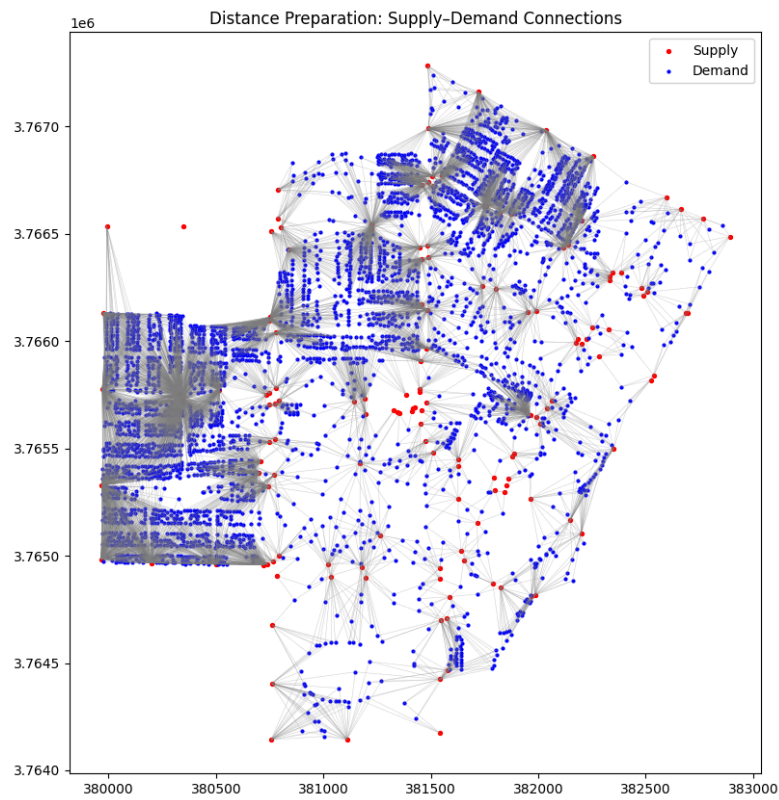 Distance Preparation: Supply–Demand Connections
1e6
Supply
Demand
3.7670
3.7665
3.7660
3.7655
3.7650
3.7645
3.7640
380000 380500 381000 381500 382000 382500 383000